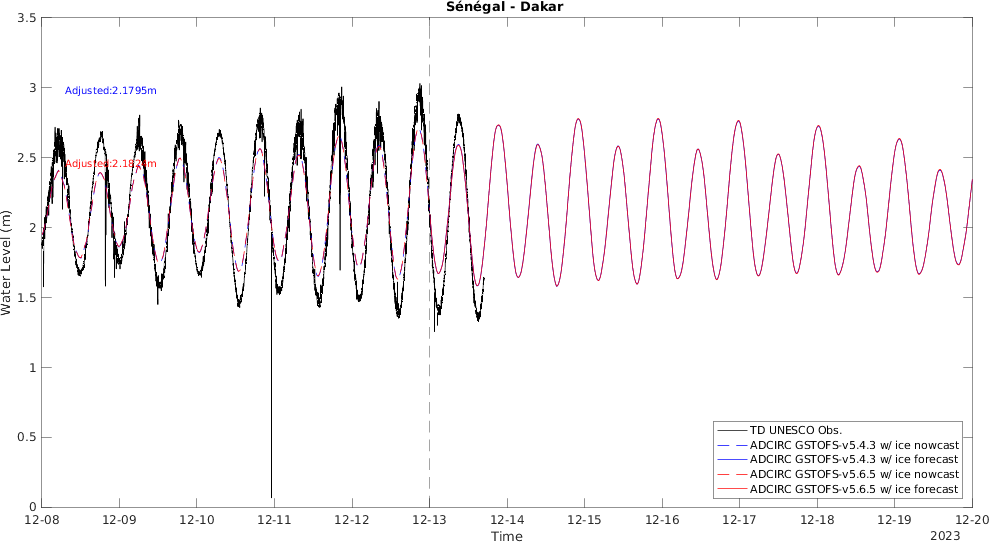 Sénégal - Dakar
3.5
3
2.5
2
1.5
1
0.5
0
Water Level (m)
Adjusted:2.1795m
Adjusted:2.1824m
12-08
12-09
12-10
12-11
12-12
12-13
12-14
12-15
12-16
12-17
12-18
12-19
12-20
Time
2023
TD UNESCO Obs.
ADCIRC GSTOFS-v5.4.3 w/ ice nowcast
ADCIRC GSTOFS-v5.4.3 w/ ice forecast
ADCIRC GSTOFS-v5.6.5 w/ ice nowcast
ADCIRC GSTOFS-v5.6.5 w/ ice forecast